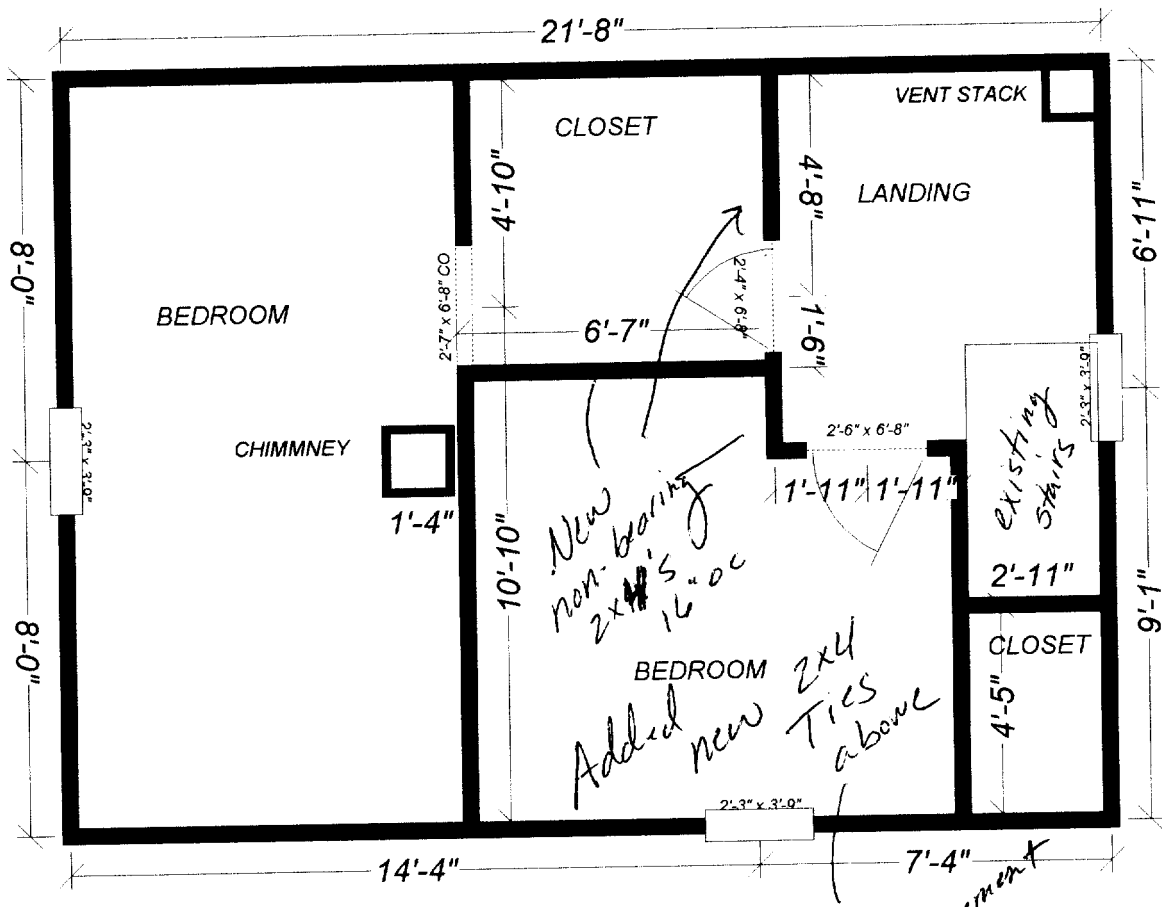 21'-8"
VENT STACK
CLOSET
4'-10"
4'-8"
LANDING
6'-11"
8'-0"
BEDROOM
2'-7" x 6'-8" CO
6'-7"
2'-4" x 6'-8"
1'-6"
2'-3" x 3'-9"
2'-3" x 3'-9"
CHIMMNEY
2'-6" x 6'-8"
1'-4"
1'-11"
1'-11"
existing
stairs
New
non-bearing
2x4's
16" oc
10'-10"
2'-11"
9'-1"
8'-0"
BEDROOM
CLOSET
4'-5"
Added
new 2x4
Ties
above
2'-3" x 3'-9"
14'-4"
7'-4"